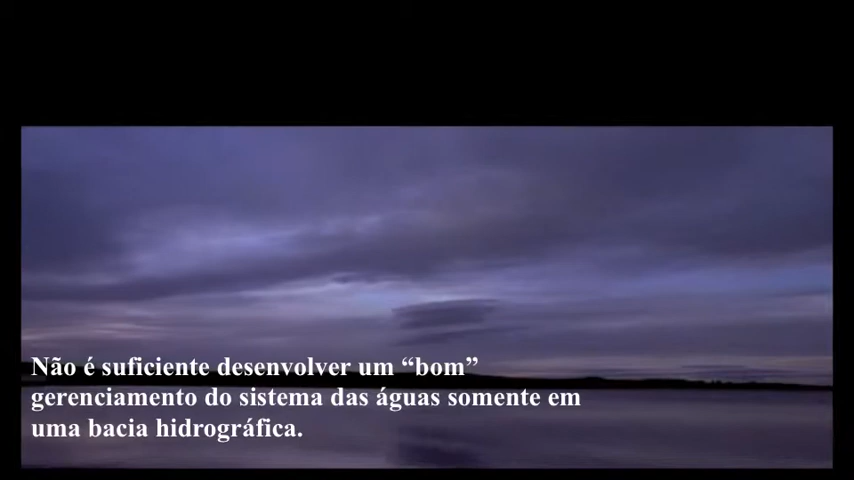 Não é suficiente desenvolver um “bom”
gerenciamento do sistema das águas somente em
uma bacia hidrográfica.